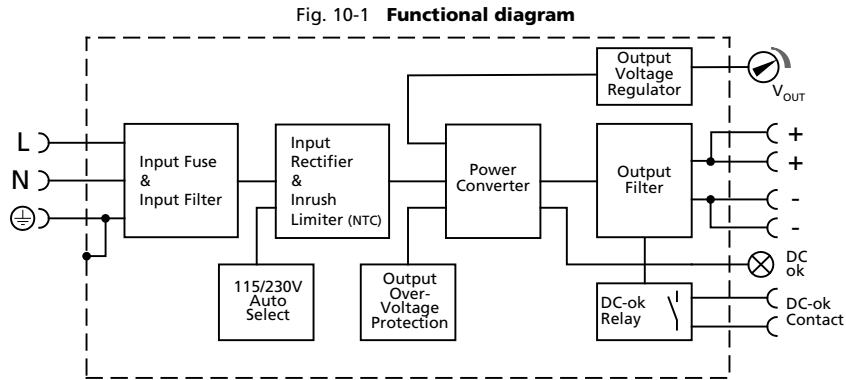 Fig. 10-1 Functional diagram
Output
Voltage
Regulator
V OUT
L
N
Input Fuse
&
Input Filter
Input
Rectifier
&
Inrush
Limiter (NTC)
Power
Converter
Output
Filter
+
+
-
-
DC
ok
115/230V
Auto
Select
Output
Over-
Voltage
Protection
DC-ok
Relay
DC-ok
Contact